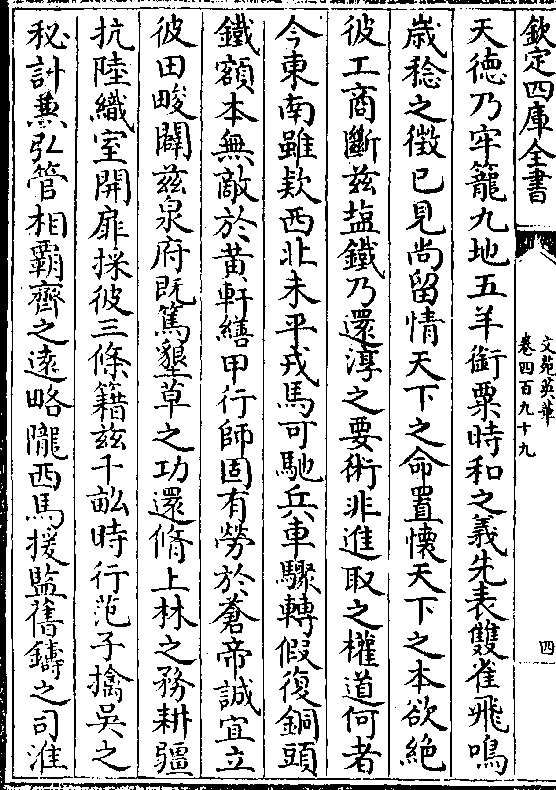 欽定四庫全書
文苑英華
卷四百九十九
四
天德乃牢籠九地五羊銜粟時和之義先表雙雀飛鳴
歳稔之徴已見尚留情天下之命置懷天下之本欲絶
彼工商斷兹塩鐵乃還淳之要術非進取之權道何者
今東南雖欵西北未平戎馬可馳兵車驟轉假復銅頭
鐵額本無敵於黄軒繕甲行師固有勞於蒼帝誠宜立
彼田畯闢兹泉府既篤墾草之功還脩上林之務耕疆
抗陸織室開扉採彼三條籍兹千畝時行范子擒吳之
秘計兼弘管相霸齊之遠略隴西馬援監舊鑄之司淮